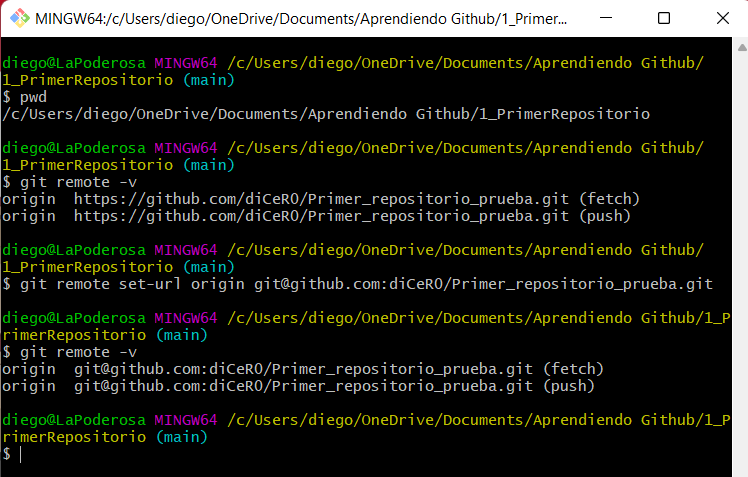 MINGW64:/c/Users/diego/OneDrive/Documents/Aprendiendo Github/1_Primer...
diego@LaPoderosa MINGW64 /c/Users/diego/OneDrive/Documents/Aprendiendo Github/
1_PrimerRepositorio (main)
$ pwd
/c/Users/diego/OneDrive/Documents/Aprendiendo Github/1_PrimerRepositorio
diego@LaPoderosa MINGW64 /c/Users/diego/OneDrive/Documents/Aprendiendo Github/
1_PrimerRepositorio (main)
$ git remote -v
origin  https://github.com/diCeR0/Primer_repositorio_prueba.git (fetch)
origin  https://github.com/diCeR0/Primer_repositorio_prueba.git (push)
diego@LaPoderosa MINGW64 /c/Users/diego/OneDrive/Documents/Aprendiendo Github/
1_PrimerRepositorio (main)
$ git remote set-url origin git@github.com:diCeR0/Primer_repositorio_prueba.git
diego@LaPoderosa MINGW64 /c/Users/diego/OneDrive/Documents/Aprendiendo Github/1_P
rimerRepositorio (main)
$ git remote -v
origin  git@github.com:diCeR0/Primer_repositorio_prueba.git (fetch)
origin  git@github.com:diCeR0/Primer_repositorio_prueba.git (push)
diego@LaPoderosa MINGW64 /c/Users/diego/OneDrive/Documents/Aprendiendo Github/1_P
rimerRepositorio (main)
$